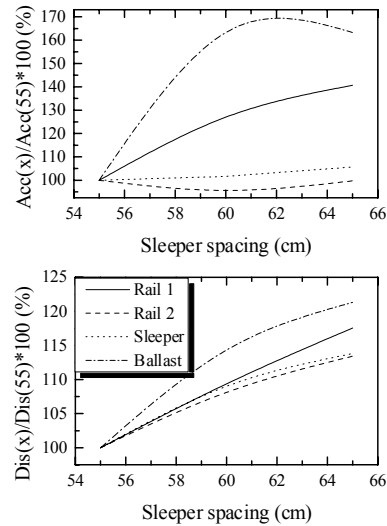 Acc(x)/Acc(55)*100 (%)
170
160
150
140
130
120
110
100
54 56 58 60 62 64 66
Sleeper spacing (cm)
Dis(x)/Dis(55)*100 (%)
125
120
115
110
105
100
Rail 1
Rail 2
Sleeper
Ballast
54 56 58 60 62 64 66
Sleeper spacing (cm)